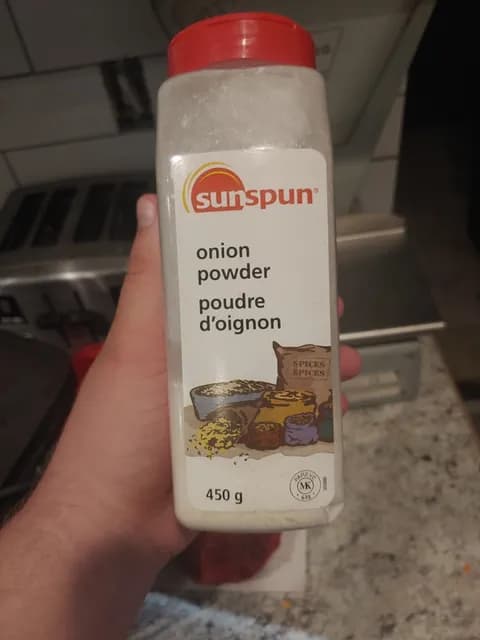 sunspun®
onion
powder
poudre
d'oignon
SPICES
ÉPICES
450 g
MK